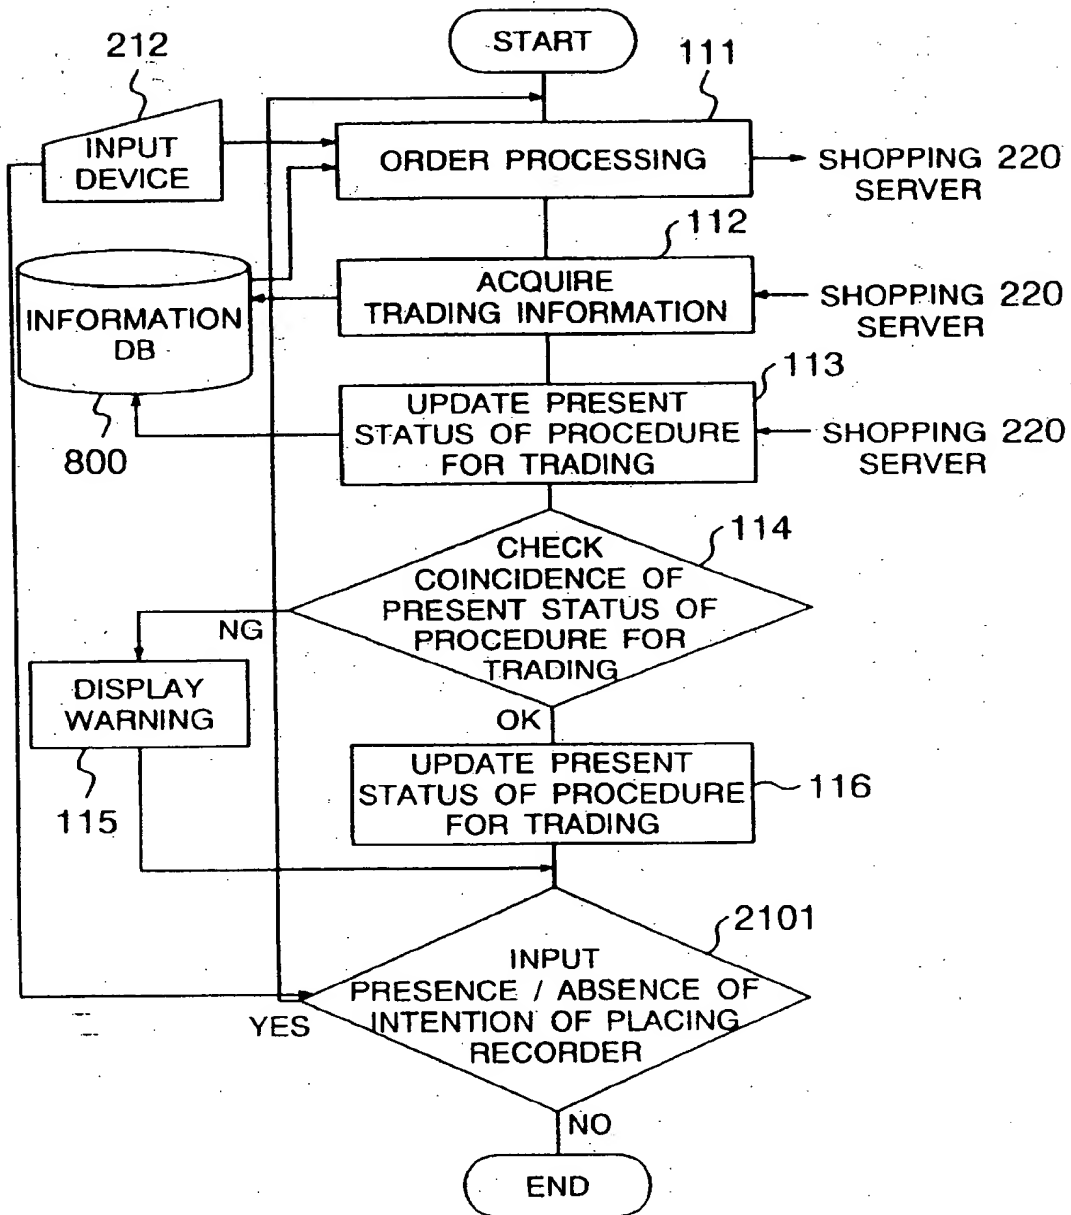 START
212
111
INPUT
DEVICE
ORDER PROCESSING
SHOPPING 220
SERVER
112
ACQUIRE
TRADING INFORMATION
SHOPPING 220
SERVER
INFORMATION
DB
800
113
UPDATE PRESENT
STATUS OF PROCEDURE
FOR TRADING
SHOPPING 220
SERVER
114
CHECK
COINCIDENCE OF
PRESENT STATUS OF
PROCEDURE FOR
TRADING
NG
DISPLAY
WARNING
115
OK
UPDATE PRESENT
STATUS OF PROCEDURE
FOR TRADING
116
2101
INPUT
PRESENCE / ABSENCE OF
INTENTION OF PLACING
RECORDER
YES
NO
END